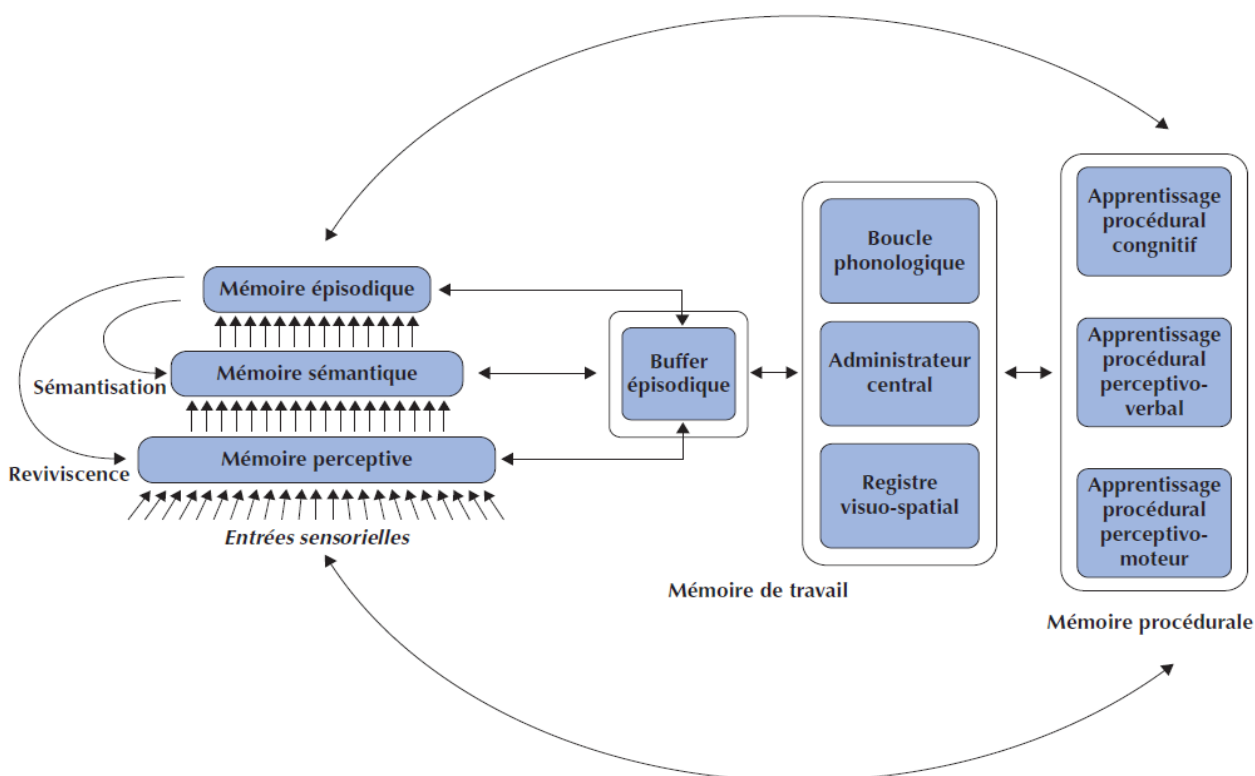 Mémoire épisodique
Sémantisation
Mémoire sémantique
Reviviscence
Mémoire perceptive
Entrées sensorielles
Buffer
épisodique
Boucle
phonologique
Administrateur
central
Registre
visuo-spatial
Mémoire de travail
Apprentissage
procédural
congnitif
Apprentissage
procédural
perceptivo-
verbal
Apprentissage
procédural
perceptivo-
moteur
Mémoire procédurale